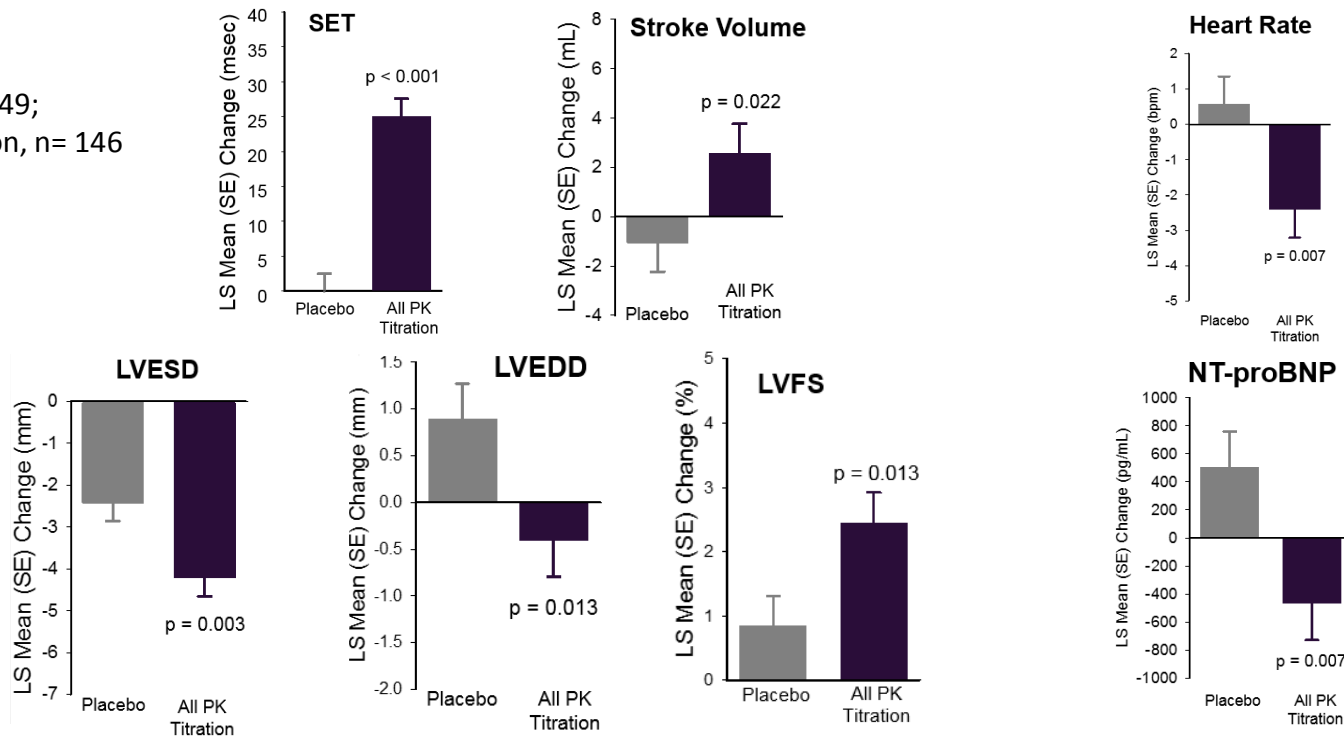 49;
n, n= 146
SET
LS Mean (SE) Change (msec)
40
35
30
25
20
15
10
5
0
p < 0.001
Placebo
All PK
Titration
Stroke Volume
LS Mean (SE) Change (mL)
8
6
4
2
0
-2
-4
p = 0.022
Placebo
All PK
Titration
Heart Rate
LS Mean (SE) Change (bpm)
2
1
0
-1
-2
-3
-4
-5
p = 0.007
Placebo
All PK
Titration
LVESD
LS Mean (SE) Change (mm)
0
-1
-2
-3
-4
-5
-6
-7
p = 0.003
Placebo
All PK
Titration
LVEDD
LS Mean (SE) Change (mm)
1.5
1.0
0.5
0.0
-0.5
-1.0
-1.5
-2.0
p = 0.013
Placebo
All PK
Titration
LVFS
LS Mean (SE) Change (%)
5
4
3
2
1
0
p = 0.013
Placebo
All PK
Titration
NT-proBNP
LS Mean (SE) Change (pg/mL)
1000
800
600
400
200
0
-200
-400
-600
-800
-1000
p = 0.007
Placebo
All PK
Titration